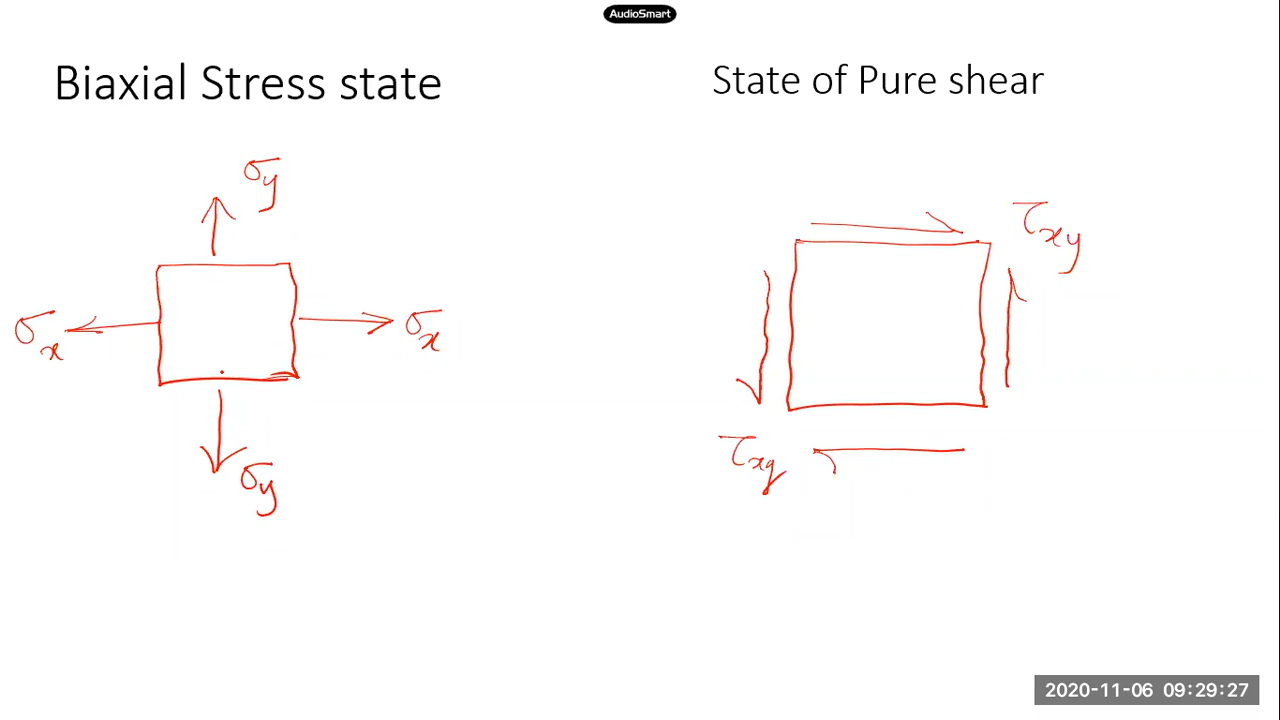 AudioSmart
Biaxial Stress state
State of Pure shear
σy
σx
σx
σy
τxy
τxy
2020-11-06 09:29:27